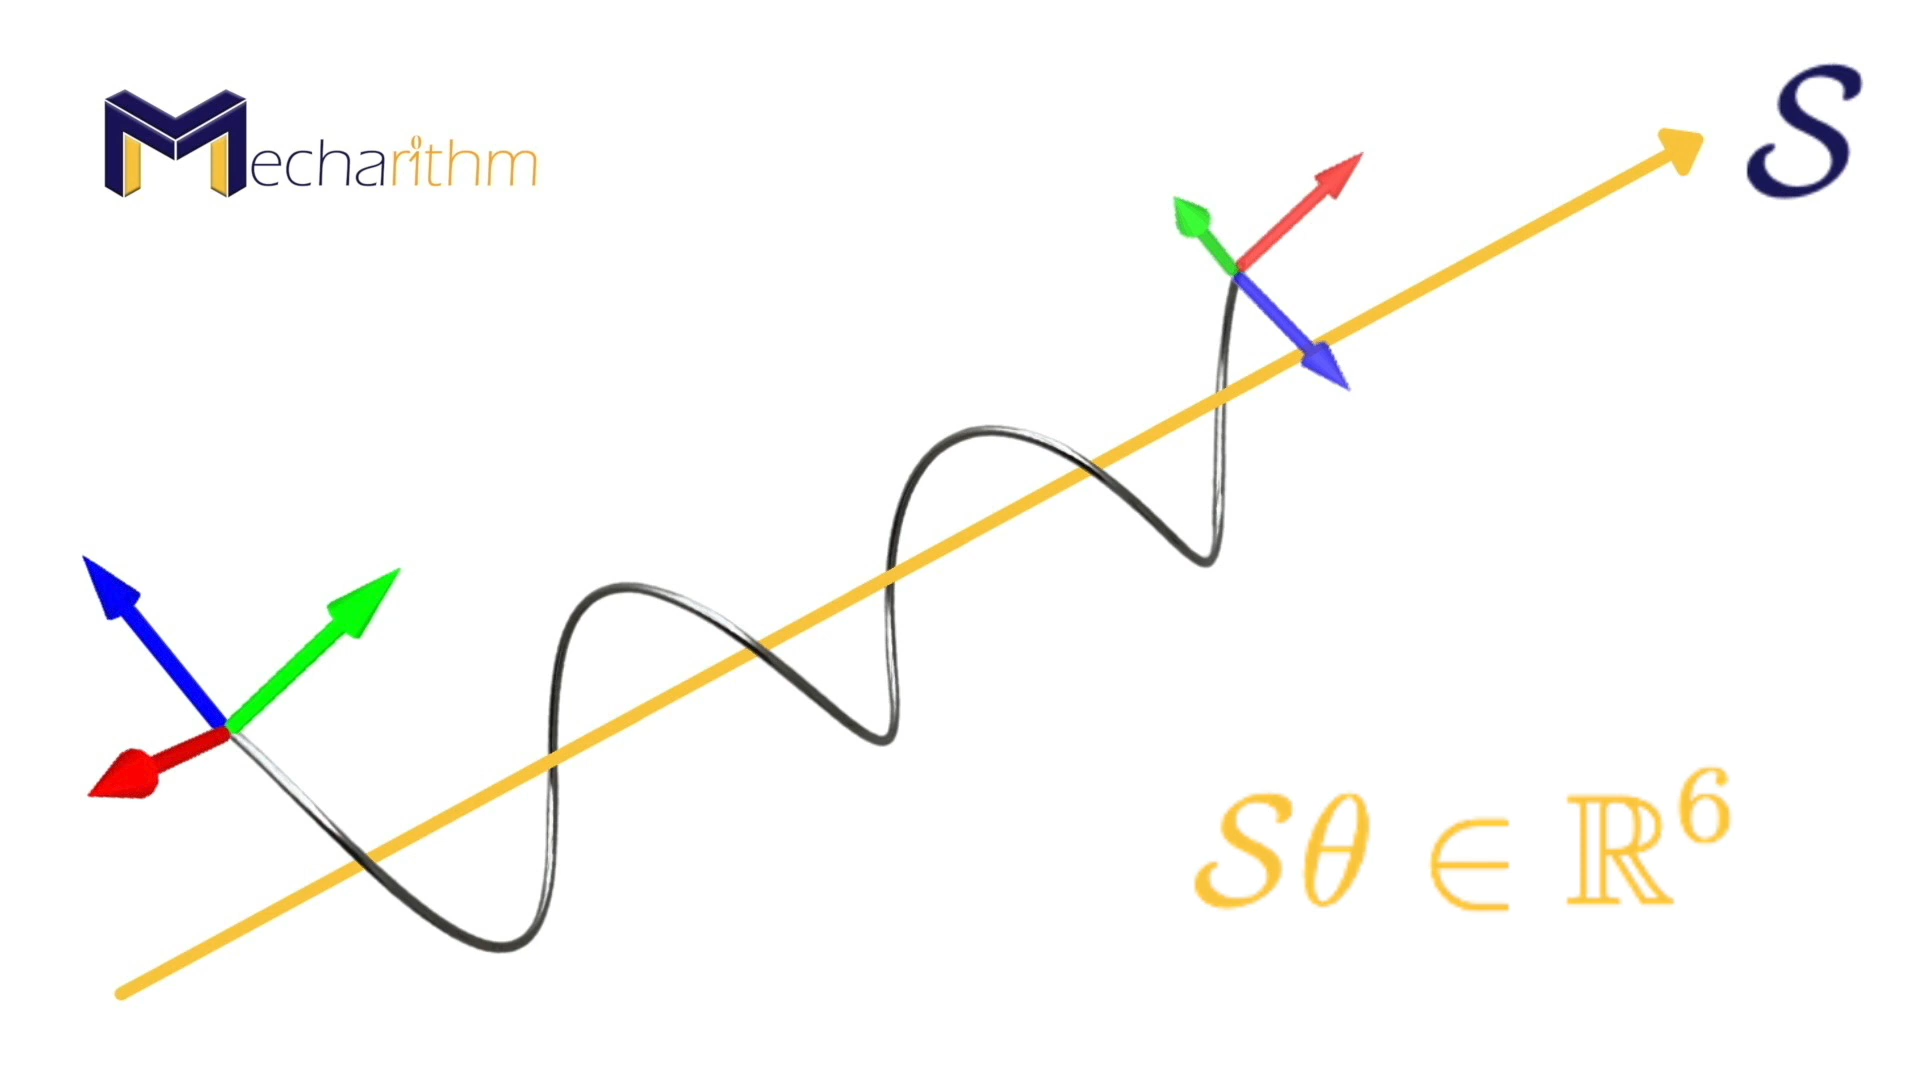 Mecharithm
𝒮
𝒮θ ∈ ℝ⁶